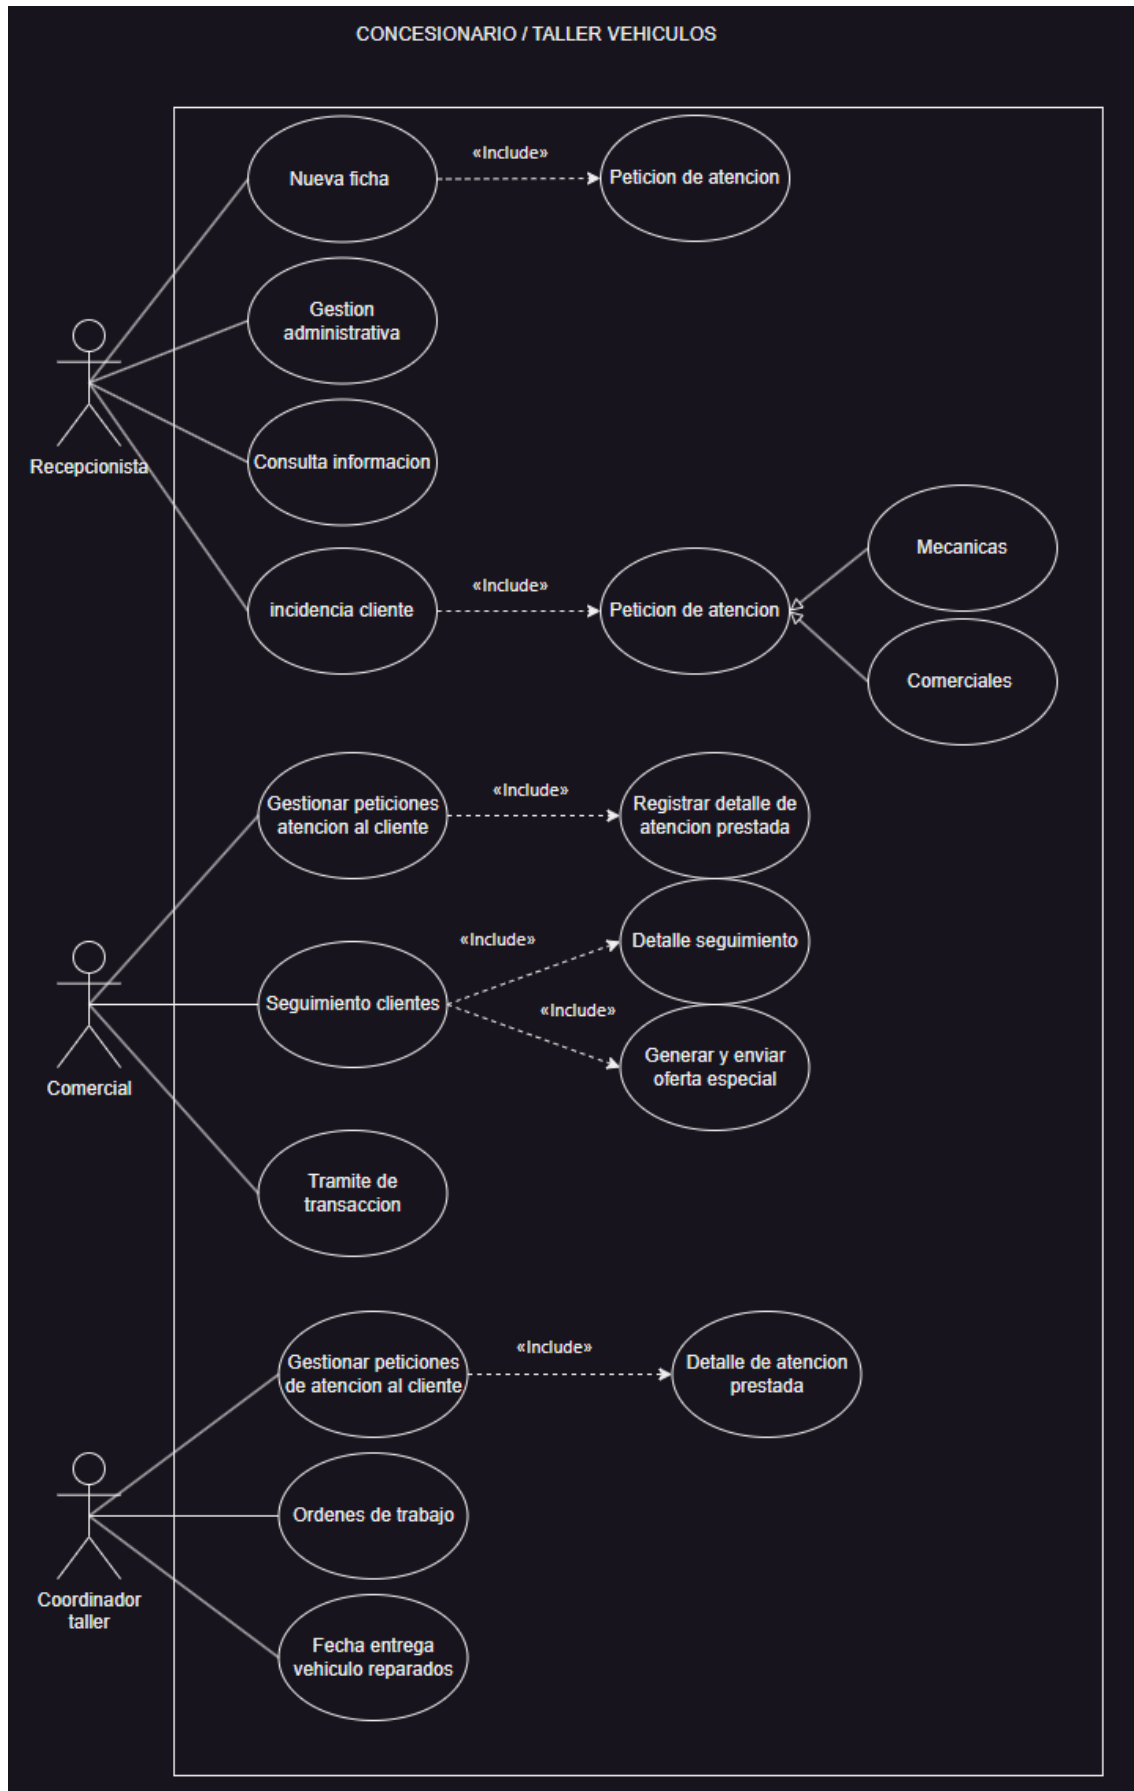 CONCESIONARIO / TALLER VEHICULOS
Nueva ficha
«Include»
Peticion de atencion
Gestion
administrativa
Recepcionista
Consulta informacion
incidencia cliente
«Include»
Peticion de atencion
Mecanicas
Comerciales
Gestionar peticiones
atencion al cliente
«Include»
Registrar detalle de
atencion prestada
Comercial
Seguimiento clientes
«Include»
Detalle seguimiento
«Include»
Generar y enviar
oferta especial
Tramite de
transaccion
Gestionar peticiones
de atencion al cliente
«Include»
Detalle de atencion
prestada
Coordinador
taller
Ordenes de trabajo
Fecha entrega
vehiculo reparados